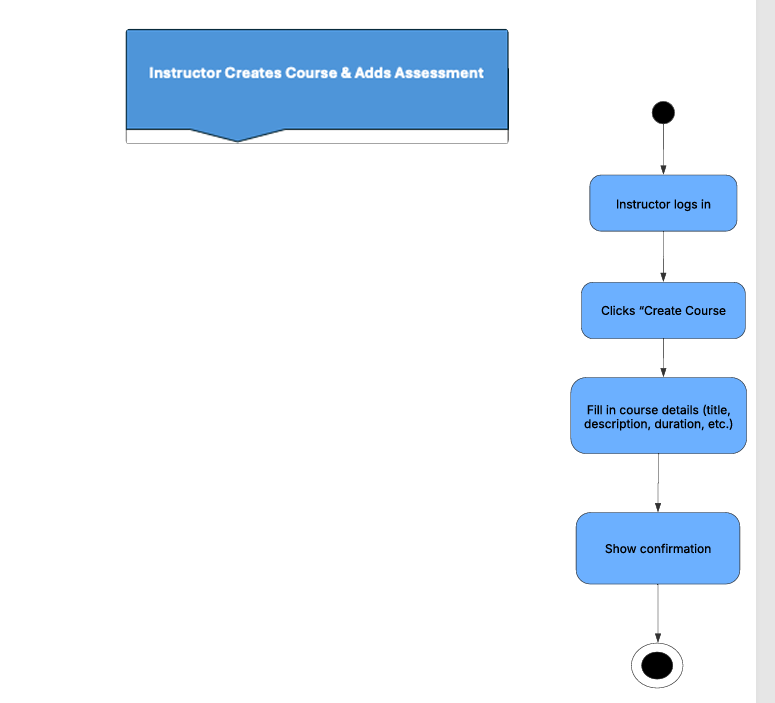 Instructor Creates Course & Adds Assessment
Instructor logs in
Clicks “Create Course
Fill in course details (title,
description, duration, etc.)
Show confirmation